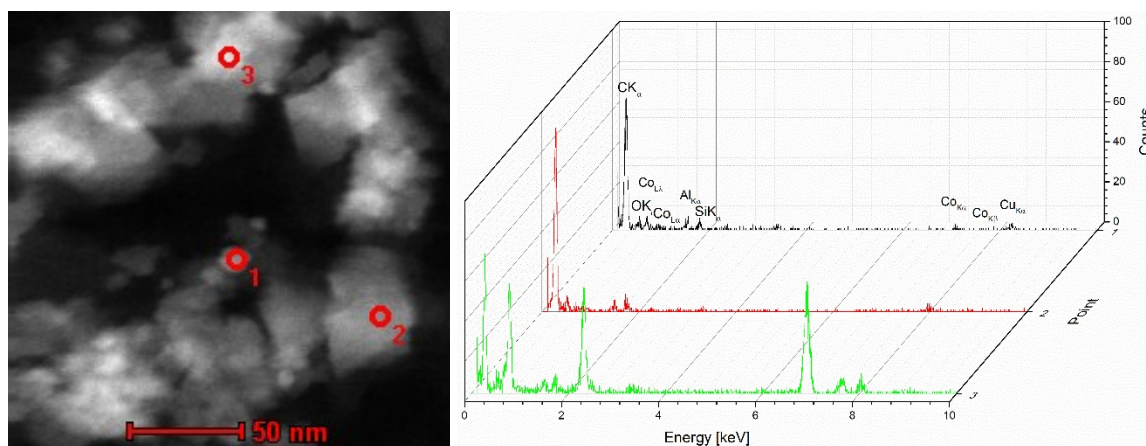 3
1
2
50 nm
100
80
60
40
20
0
Counts
CKα
CoLλ
OK
CoLα
AlKα
SiKα
CoKα
CoKβ
CuKα
1
2
3
Point
0
2
4
6
8
10
Energy [keV]